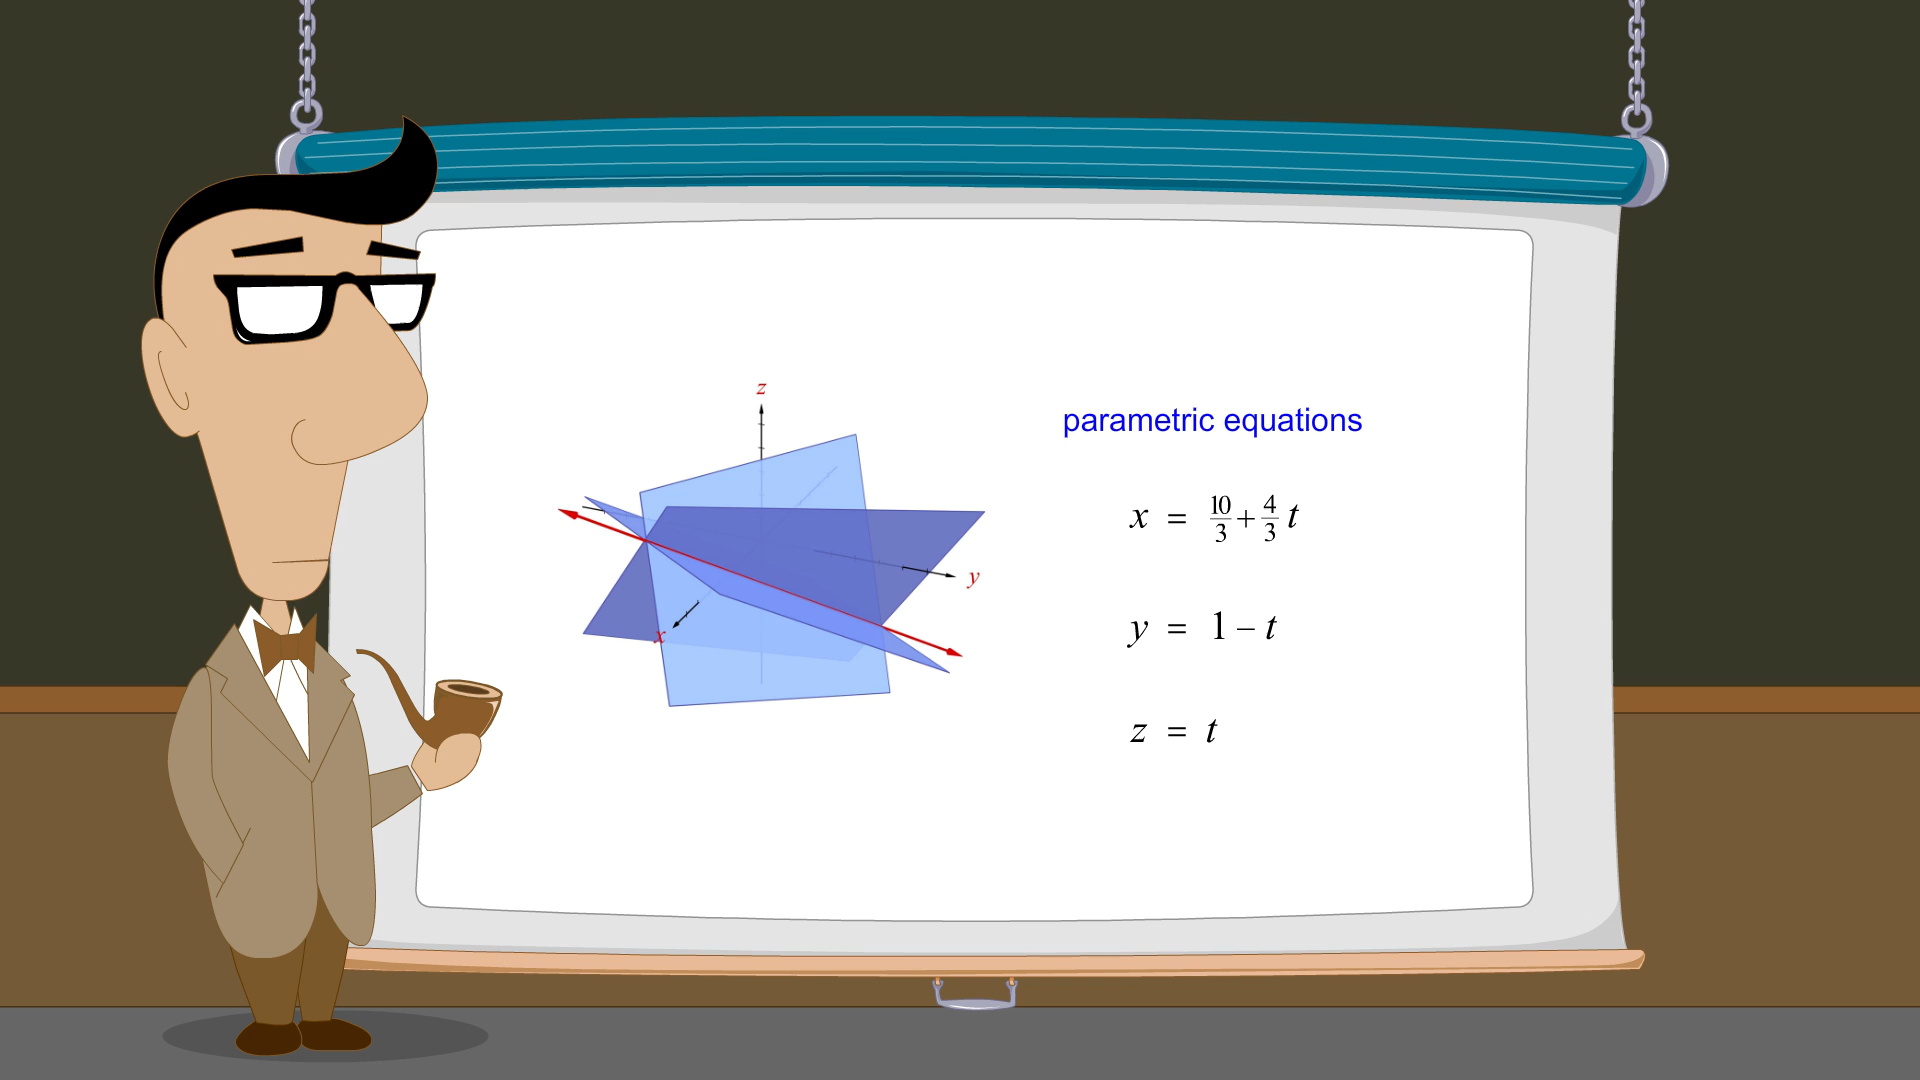 z
parametric equations
x = 10/3 + 4/3 t
y
x
y = 1 – t
z = t